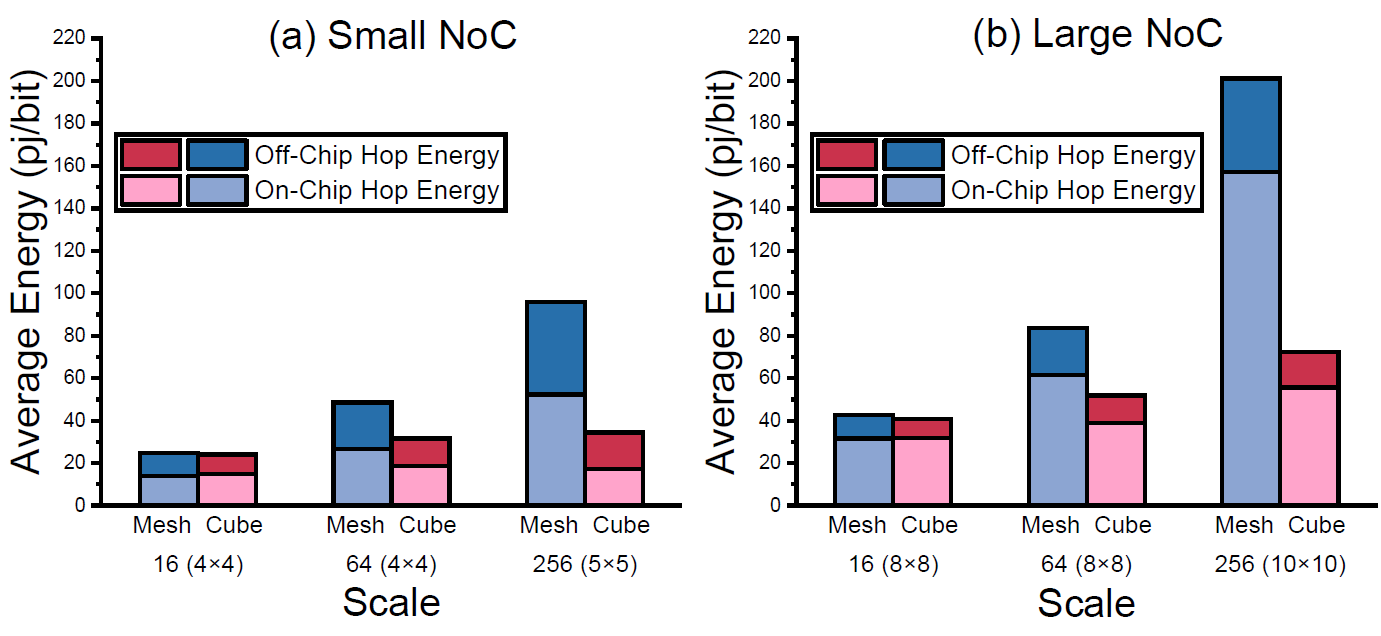 (a) Small NoC
Average Energy (pj/bit)
220
200
180
160
140
120
100
80
60
40
20
0
Off-Chip Hop Energy
On-Chip Hop Energy
Mesh Cube Mesh Cube Mesh Cube
16 (4×4) 64 (4×4) 256 (5×5)
Scale
(b) Large NoC
Average Energy (pj/bit)
220
200
180
160
140
120
100
80
60
40
20
0
Off-Chip Hop Energy
On-Chip Hop Energy
Mesh Cube Mesh Cube Mesh Cube
16 (8×8) 64 (8×8) 256 (10×10)
Scale